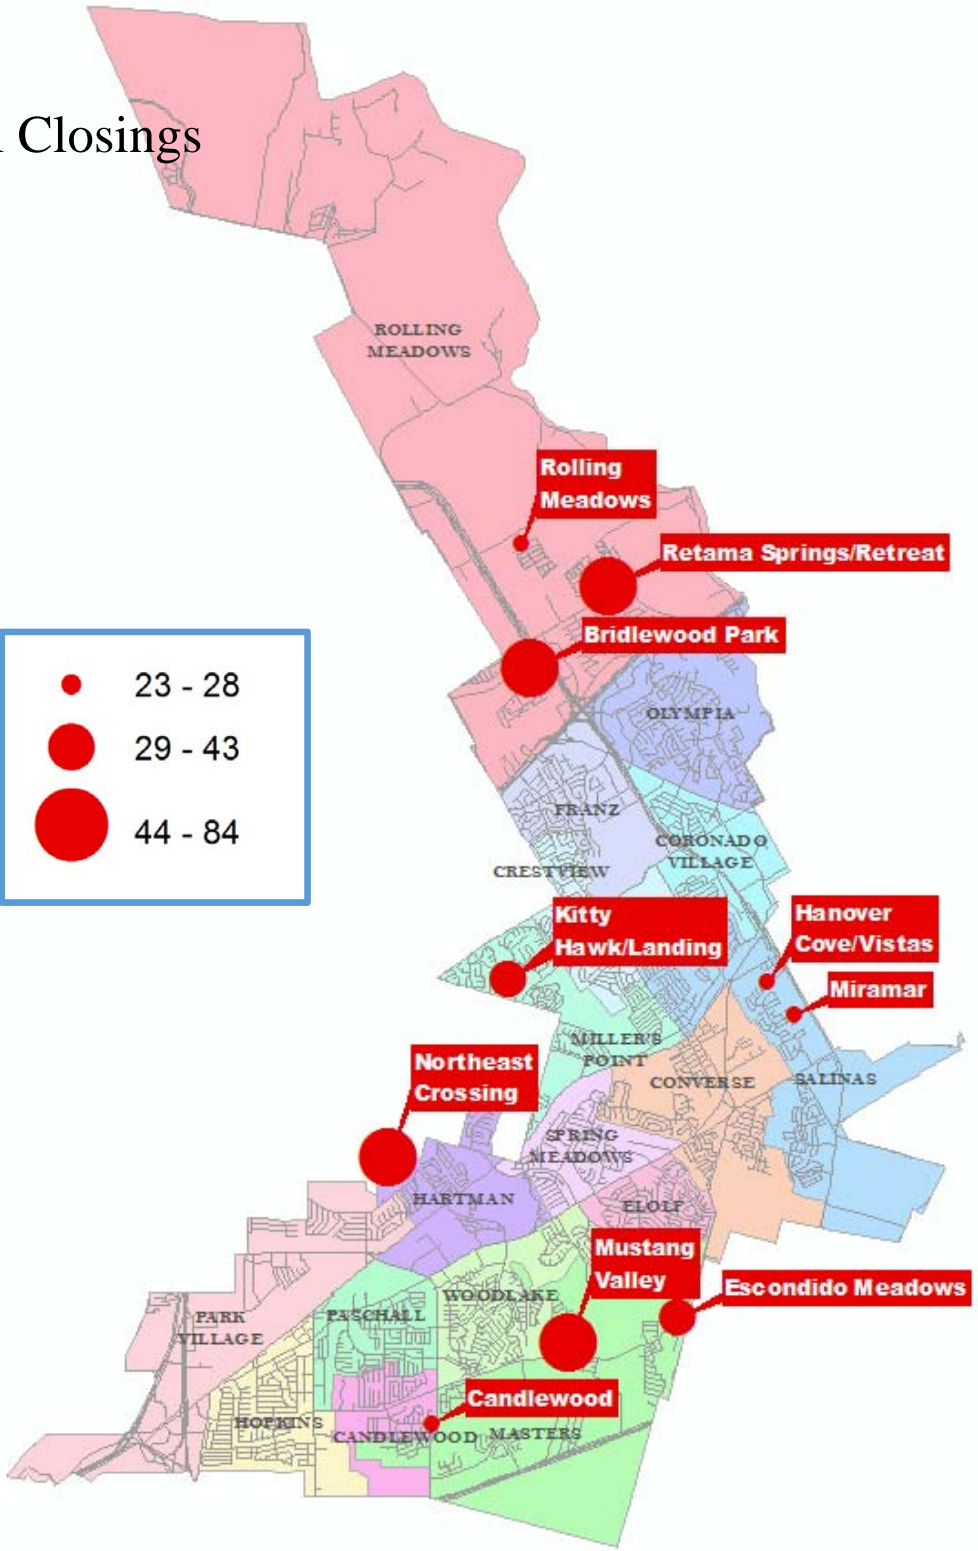 Closings
ROLLING
MEADOWS
Rolling
Meadows
Retama Springs/Retreat
Bridlewood Park
23 - 28
29 - 43
44 - 84
OLYMPIA
FRANZ
CORONADO
VILLAGE
CRESTVIEW
Kitty
Hawk/Landing
Hanover
Cove/Vistas
Miramar
MILLER'S
POINT
Northeast
Crossing
CONVERSE
SALINAS
SPRING
MEADOWS
HARTMAN
ELOLF
Mustang
Valley
Escondido Meadows
WOODLAKE
PARK
VILLAGE
PASCHALL
Candlewood
HOPKINS
CANDLEWOOD
MASTERS